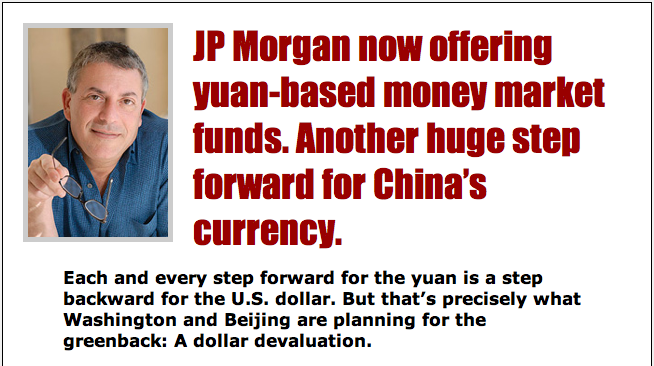 JP Morgan now offering
yuan-based money market
funds. Another huge step
forward for China’s
currency.
Each and every step forward for the yuan is a step
backward for the U.S. dollar. But that’s precisely what
Washington and Beijing are planning for the
greenback: A dollar devaluation.